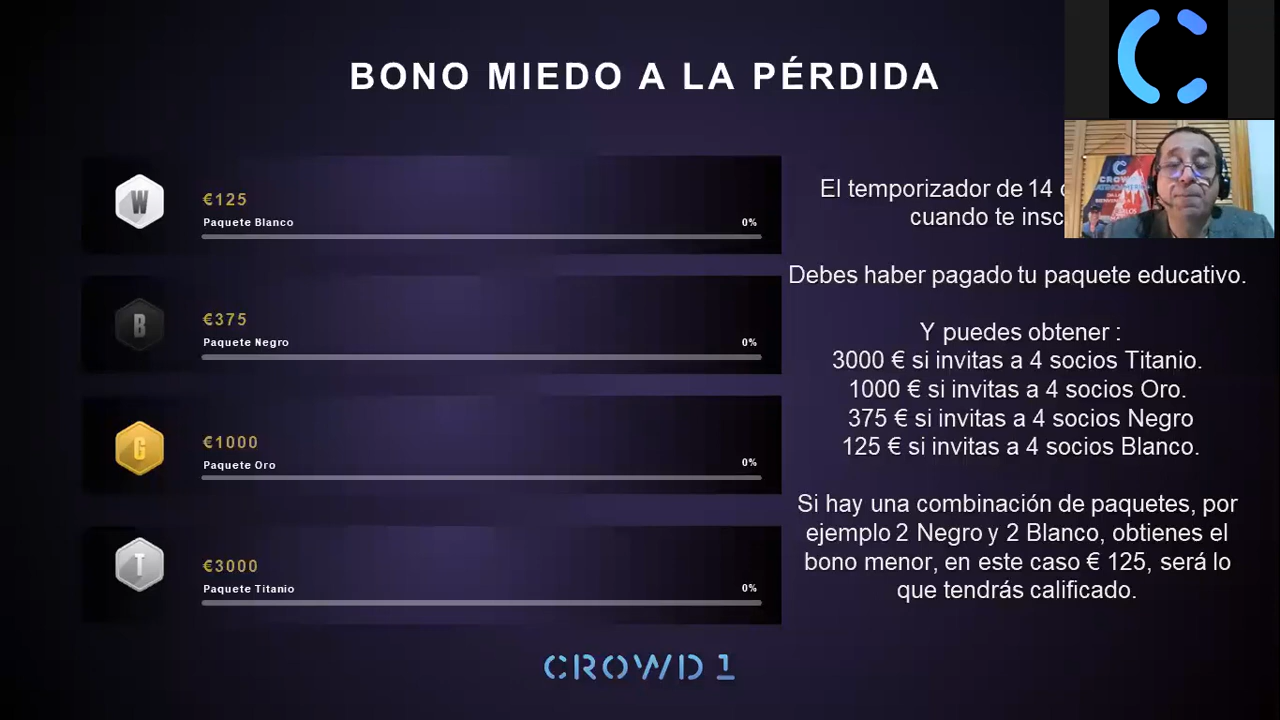 BONO MIEDO A LA PÉRDIDA
W
€125
Paquete Blanco
0%
B
€375
Paquete Negro
0%
G
€1000
Paquete Oro
0%
T
€3000
Paquete Titanio
0%
El temporizador de 14
cuando te insc
Debes haber pagado tu paquete educativo.
Y puedes obtener :
3000 € si invitas a 4 socios Titanio.
1000 € si invitas a 4 socios Oro.
375 € si invitas a 4 socios Negro
125 € si invitas a 4 socios Blanco.
Si hay una combinación de paquetes, por
ejemplo 2 Negro y 2 Blanco, obtienes el
bono menor, en este caso € 125, será lo
que tendrás calificado.
CROWD 1